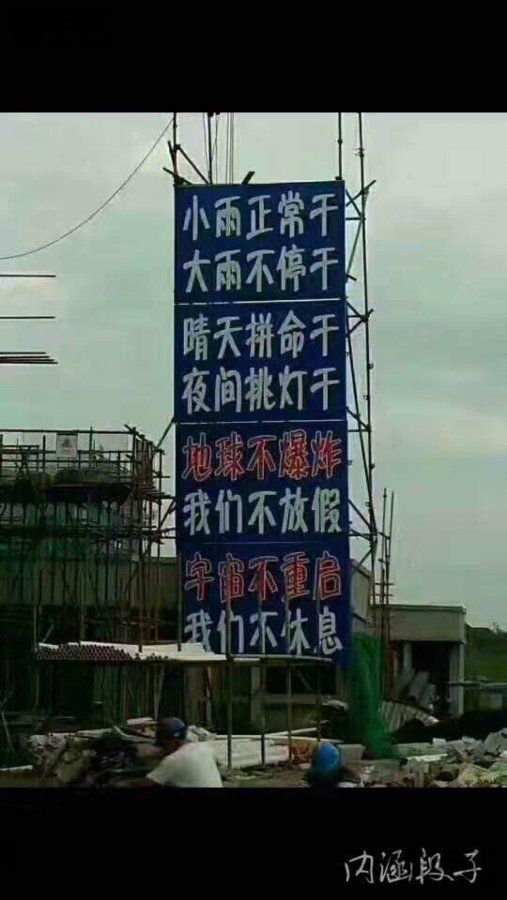 小雨正常干
大雨不停干
晴天拼命干
夜间挑灯干
地球不爆炸
我们不放假
宇宙不重启
我们不休息
内涵段子